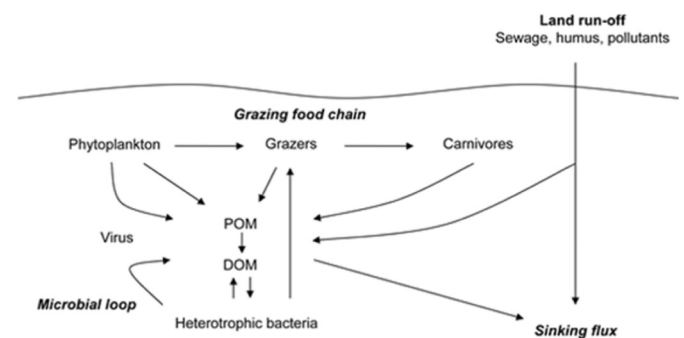 Land run-off
Sewage, humus, pollutants
Grazing food chain
Phytoplankton
Grazers
Carnivores
POM
Virus
DOM
Microbial loop
Heterotrophic bacteria
Sinking flux